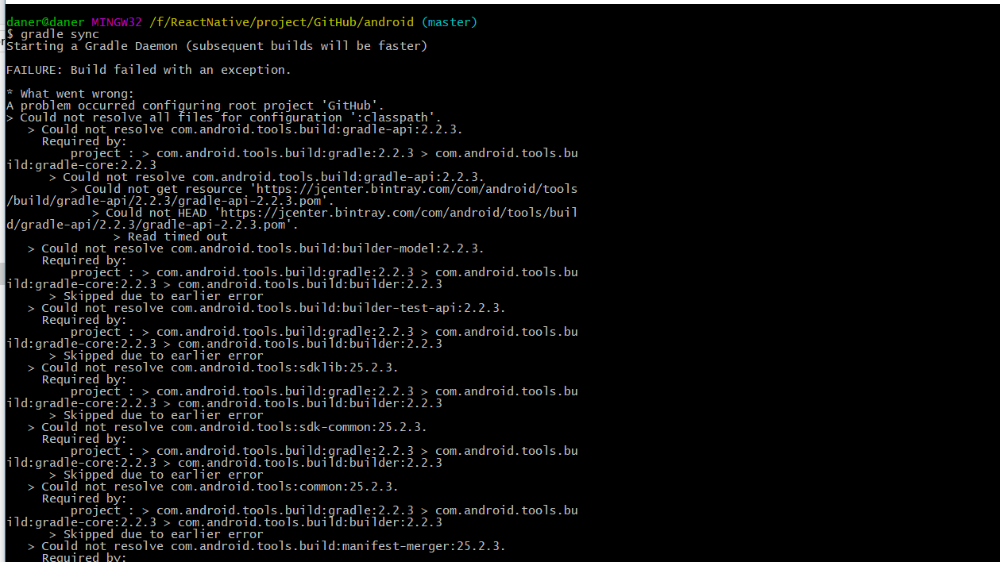 daner@daner MINGW32 /f/ReactNative/project/GitHub/android (master)
$ gradle sync
Starting a Gradle Daemon (subsequent builds will be faster)
FAILURE: Build failed with an exception.
* What went wrong:
A problem occurred configuring root project 'GitHub'.
> Could not resolve all files for configuration ':classpath'.
> Could not resolve com.android.tools.build:gradle-api:2.2.3.
Required by:
project : > com.android.tools.build:gradle:2.2.3 > com.android.tools.bu
ild:gradle-core:2.2.3
> Could not resolve com.android.tools.build:gradle-api:2.2.3.
> Could not get resource 'https://jcenter.bintray.com/com/android/tools
/build/gradle-api/2.2.3/gradle-api-2.2.3.pom'.
> Could not HEAD 'https://jcenter.bintray.com/com/android/tools/buil
d/gradle-api/2.2.3/gradle-api-2.2.3.pom'.
> Read timed out
> Could not resolve com.android.tools.build:builder-model:2.2.3.
Required by:
project : > com.android.tools.build:gradle:2.2.3 > com.android.tools.bu
ild:gradle-core:2.2.3 > com.android.tools.build:builder:2.2.3
> Skipped due to earlier error
> Could not resolve com.android.tools.build:builder-test-api:2.2.3.
Required by:
project : > com.android.tools.build:gradle:2.2.3 > com.android.tools.bu
ild:gradle-core:2.2.3 > com.android.tools.build:builder:2.2.3
> Skipped due to earlier error
> Could not resolve com.android.tools:sdklib:25.2.3.
Required by:
project : > com.android.tools.build:gradle:2.2.3 > com.android.tools.bu
ild:gradle-core:2.2.3 > com.android.tools.build:builder:2.2.3
> Skipped due to earlier error
> Could not resolve com.android.tools:sdk-common:25.2.3.
Required by:
project : > com.android.tools.build:gradle:2.2.3 > com.android.tools.bu
ild:gradle-core:2.2.3 > com.android.tools.build:builder:2.2.3
> Skipped due to earlier error
> Could not resolve com.android.tools:common:25.2.3.
Required by:
project : > com.android.tools.build:gradle:2.2.3 > com.android.tools.bu
ild:gradle-core:2.2.3 > com.android.tools.build:builder:2.2.3
> Skipped due to earlier error
> Could not resolve com.android.tools.build:manifest-merger:25.2.3.
Required by: